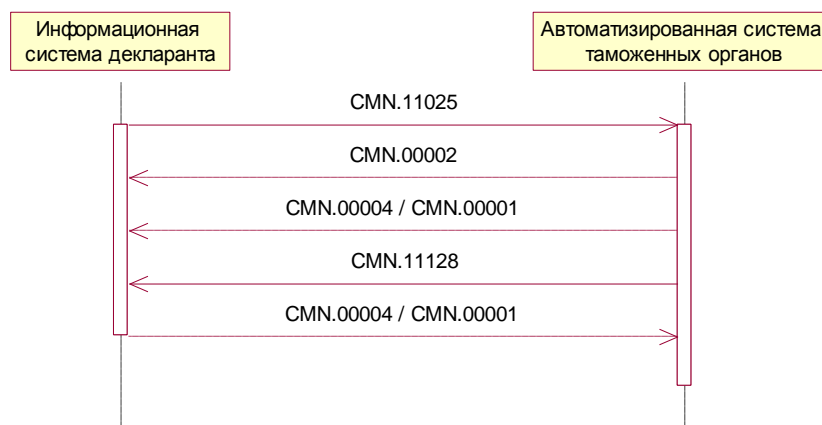 Информационная
система декларанта
Автоматизированная система
таможенных органов
CMN.11025
CMN.00002
CMN.00004 / CMN.00001
CMN.11128
CMN.00004 / CMN.00001